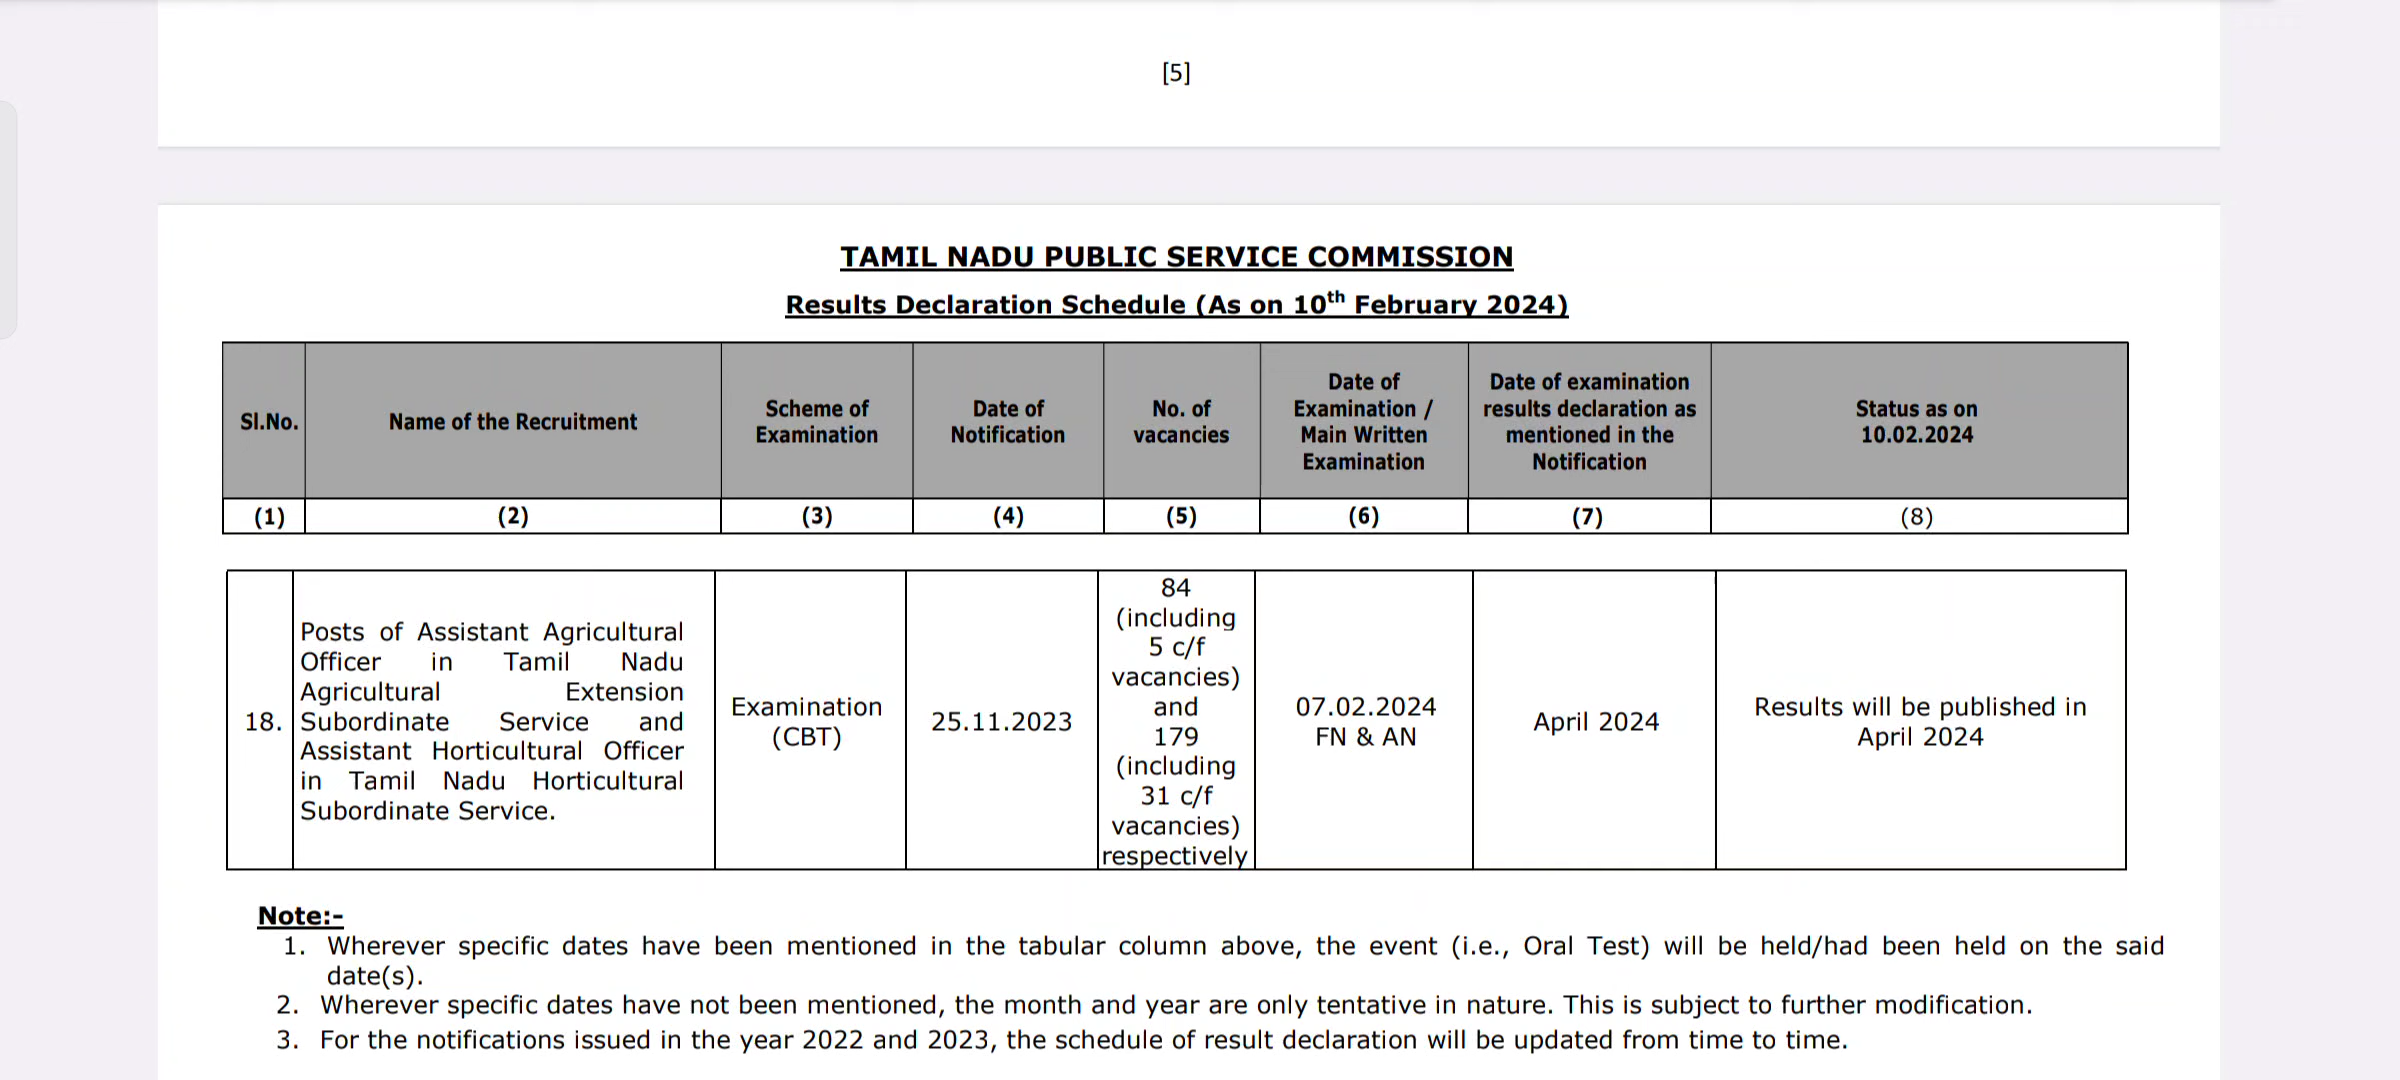 [5]
TAMIL NADU PUBLIC SERVICE COMMISSION
Results Declaration Schedule (As on 10th February 2024)
Sl.No.
Name of the Recruitment
Scheme of
Examination
Date of
Notification
No. of
vacancies
Date of
Examination /
Main Written
Examination
Date of examination
results declaration as
mentioned in the
Notification
Status as on
10.02.2024
(1)
(2)
(3)
(4)
(5)
(6)
(7)
(8)
18.
Posts of Assistant Agricultural
Officer in Tamil Nadu
Agricultural Extension
Subordinate Service and
Assistant Horticultural Officer
in Tamil Nadu Horticultural
Subordinate Service.
Examination
(CBT)
25.11.2023
84
(including
5 c/f
vacancies)
and
179
(including
31 c/f
vacancies)
respectively
07.02.2024
FN & AN
April 2024
Results will be published in
April 2024
Note:-
1. Wherever specific dates have been mentioned in the tabular column above, the event (i.e., Oral Test) will be held/had been held on the said
date(s).
2. Wherever specific dates have not been mentioned, the month and year are only tentative in nature. This is subject to further modification.
3. For the notifications issued in the year 2022 and 2023, the schedule of result declaration will be updated from time to time.